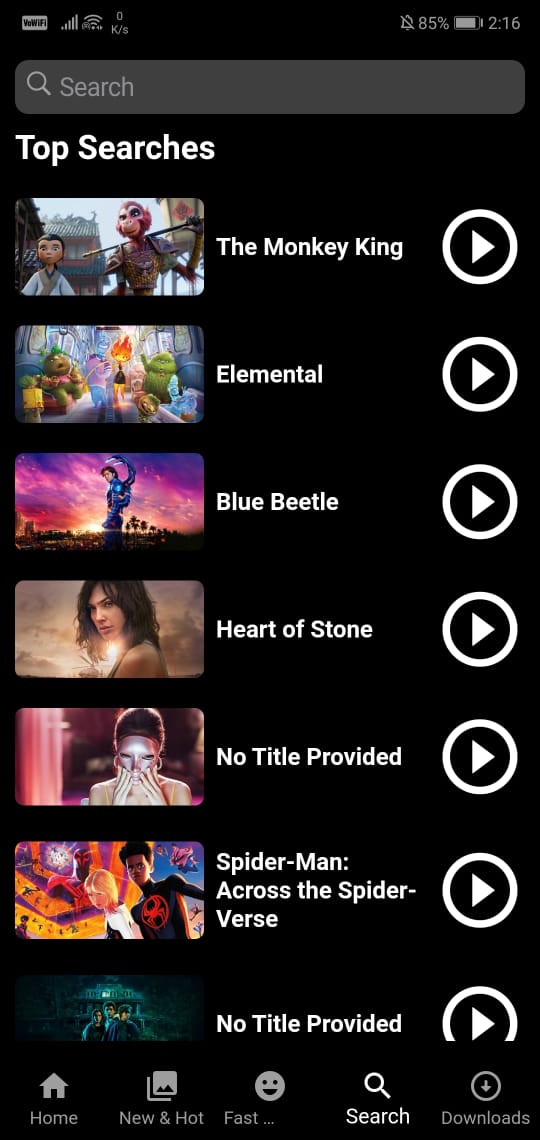 VoWiFi 0 K/s 85% 2:16
Search
Top Searches
The Monkey King
Elemental
Blue Beetle
Heart of Stone
No Title Provided
Spider-Man:
Across the Spider-
Verse
No Title Provided
Home New & Hot Fast ... Search Downloads